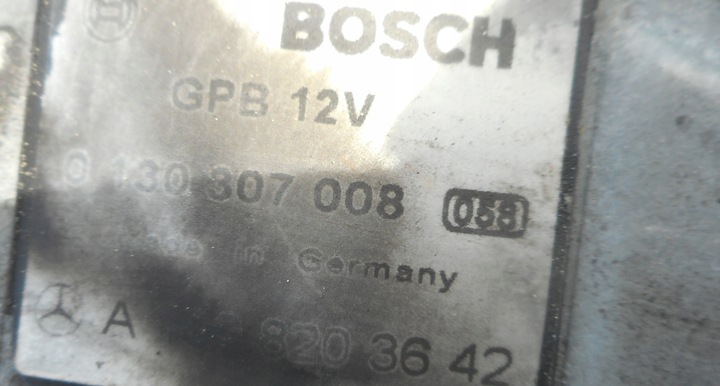 BOSCH
GPB 12V
0 130 307 008 058
Made in Germany
A 820 36 42